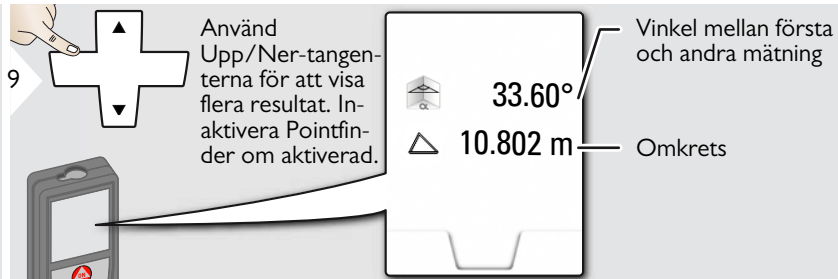 9
Använd
Upp/Ner-tangen-
terna för att visa
flera resultat. In-
aktivera Pointfin-
der om aktiverad.
α 33.60°
10.802 m
Vinkel mellan första
och andra mätning
Omkrets
ON